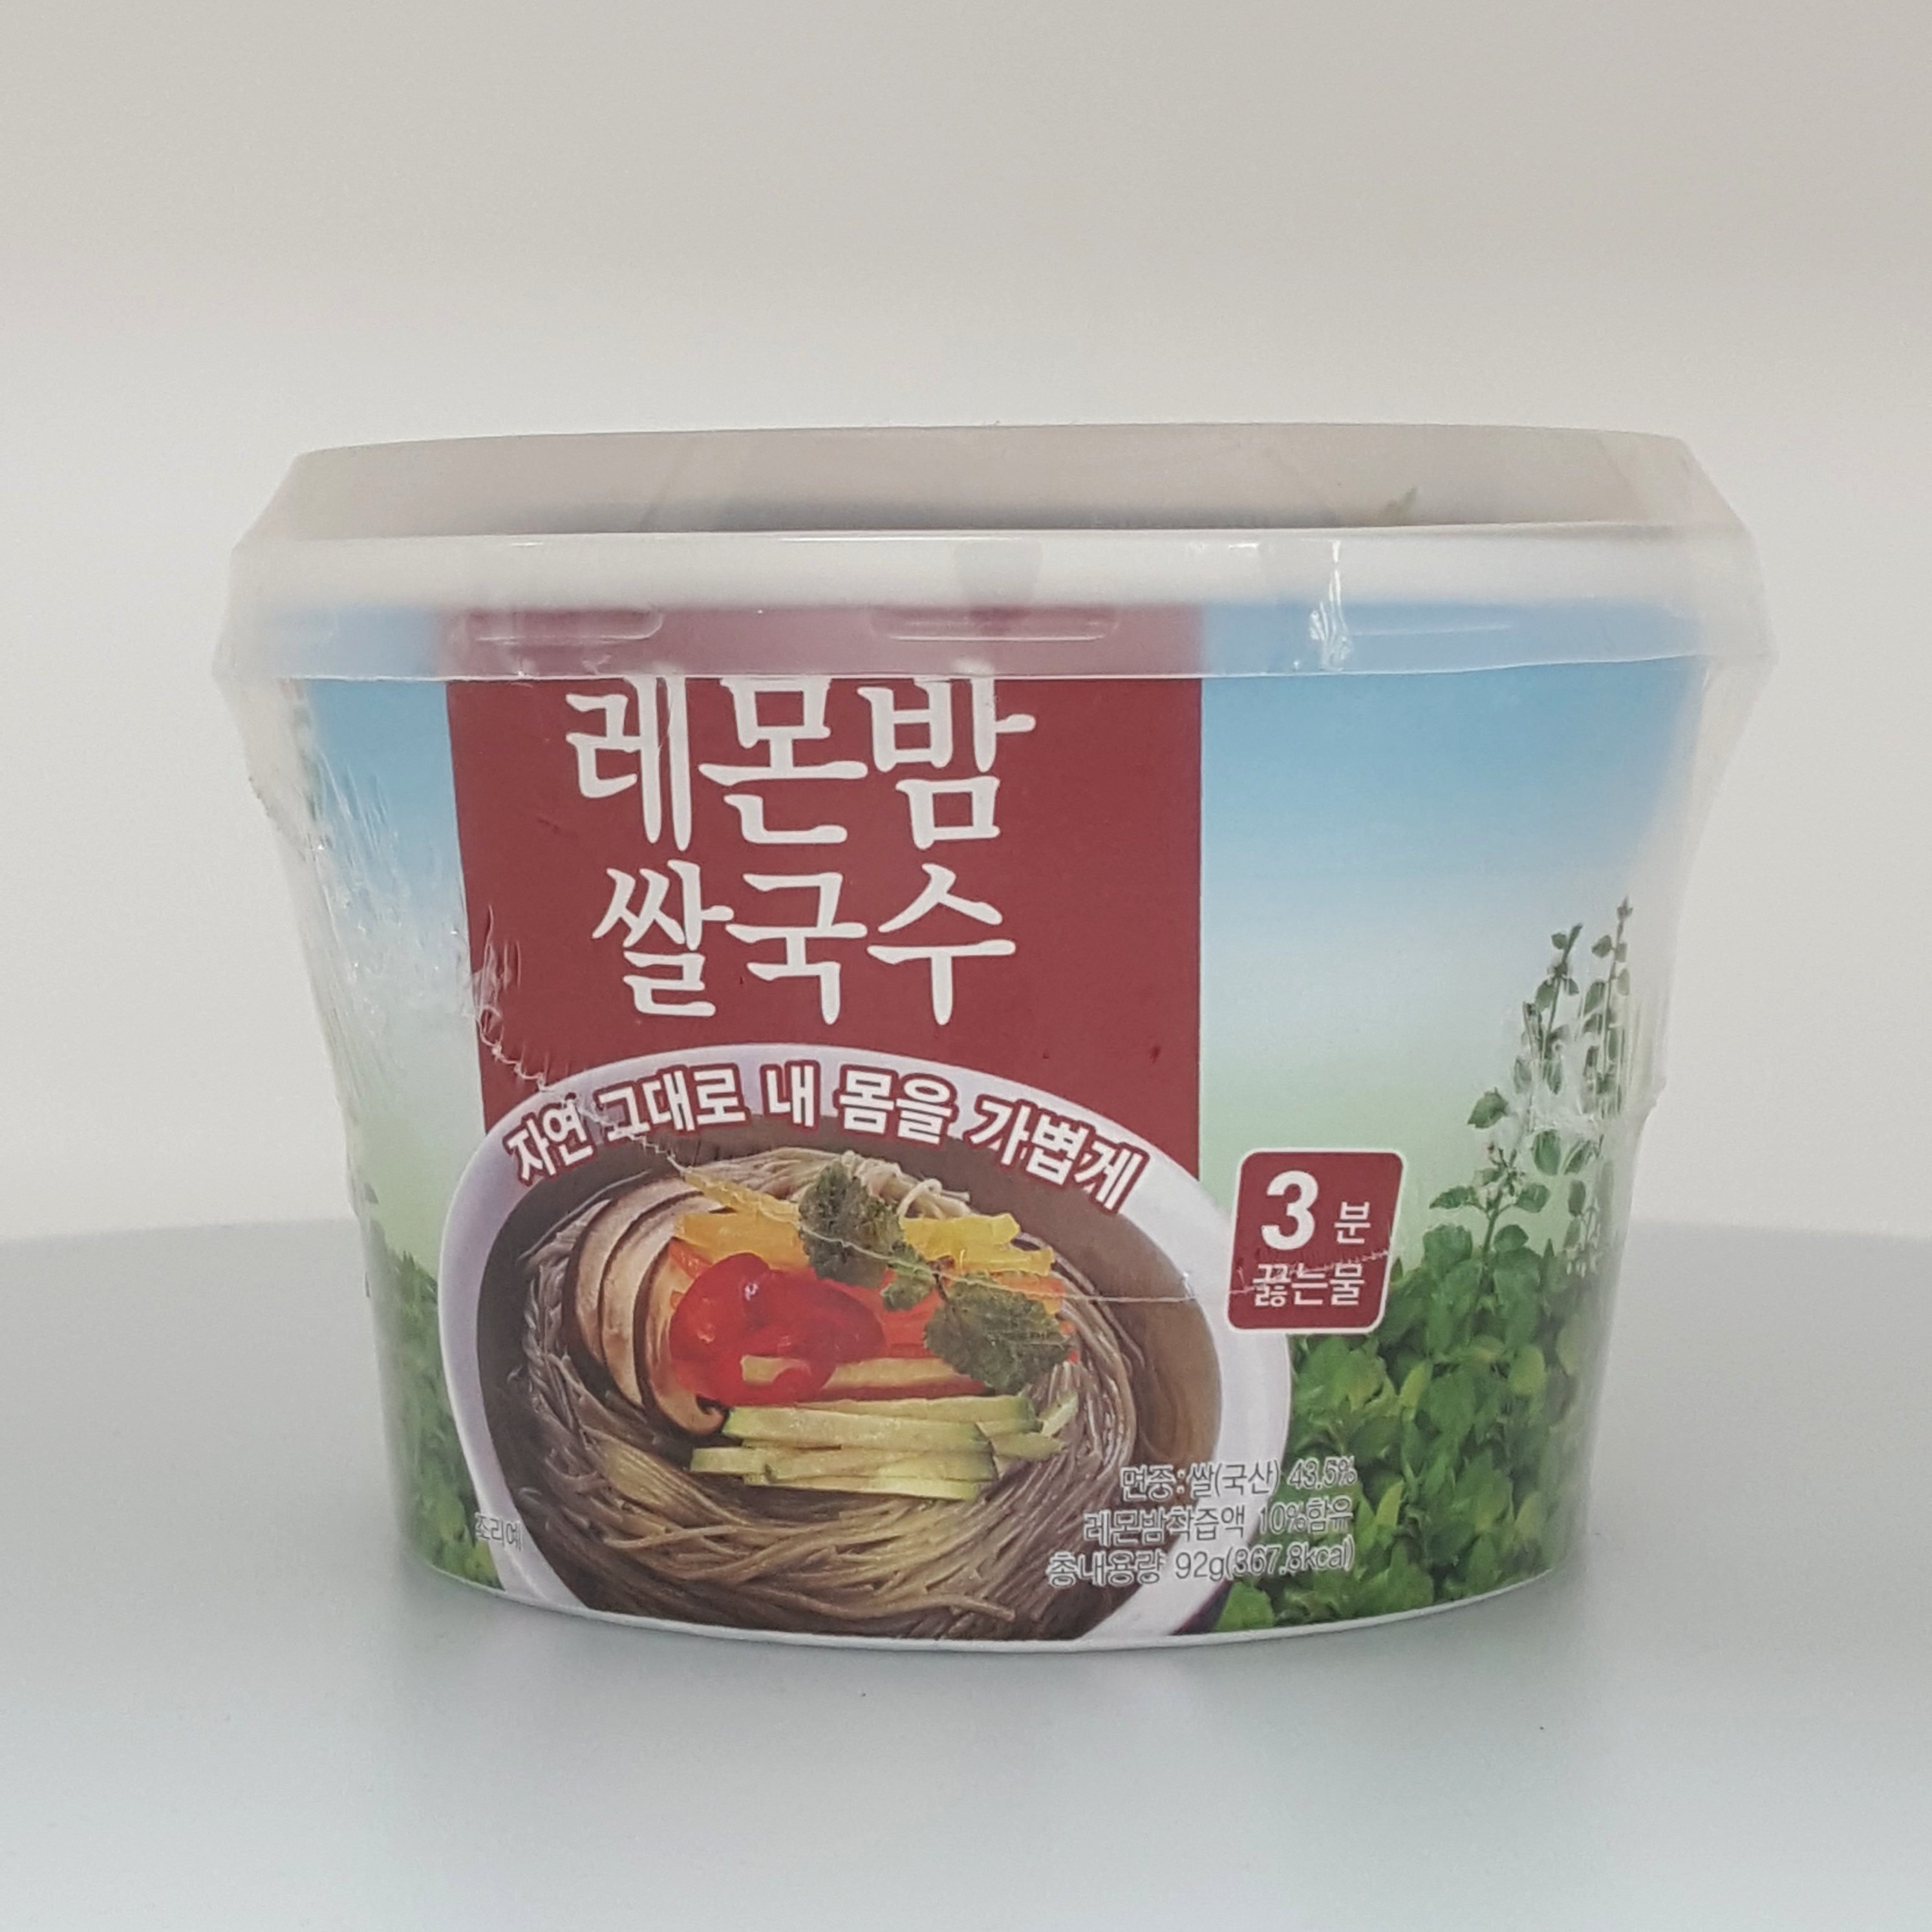 레몬밤
쌀국수
자연 그대로 내 몸을 가볍게
3분
끓는물
면중:쌀(국산) 43.5%
레몬밤착즙액 10%함유
총내용량 92g(367.8kcal)
조리예